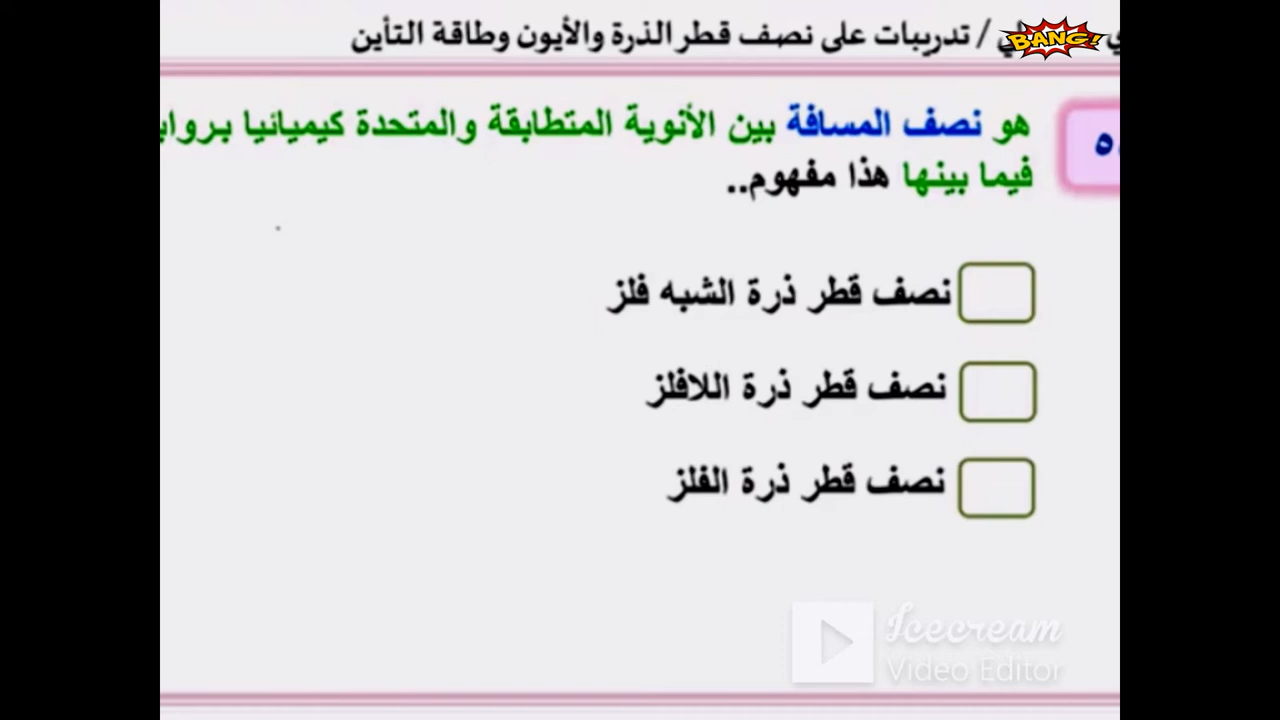 / تدريبات على نصف قطر الذرة والأيون وطاقة التأين
BANG!
هو نصف المسافة بين الأنوية المتطابقة والمتحدة كيميائيا
فيما بينها هذا مفهوم..
نصف قطر ذرة الشبه فلز
نصف قطر ذرة اللافلز
نصف قطر ذرة الفلز
Icecream
Video Editor